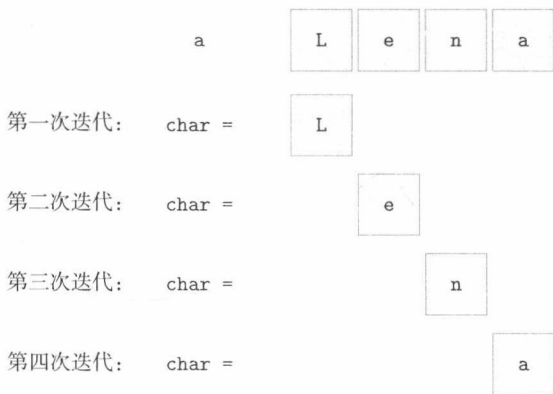 a L e n a
第一次迭代: char = L
第二次迭代: char = e
第三次迭代: char = n
第四次迭代: char = a